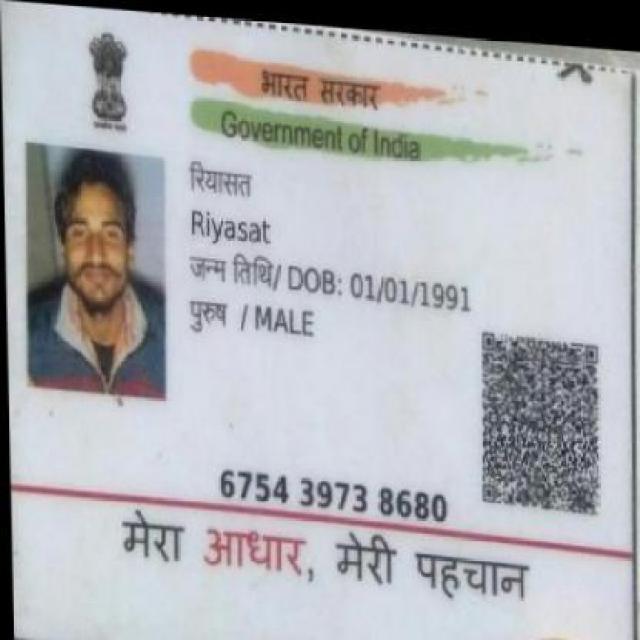 भारत सरकार
Government of India
रियासत
Riyasat
जन्म तिथि/ DOB: 01/01/1991
पुरुष / MALE
6754 3973 8680
मेरा आधार, मेरी पहचान